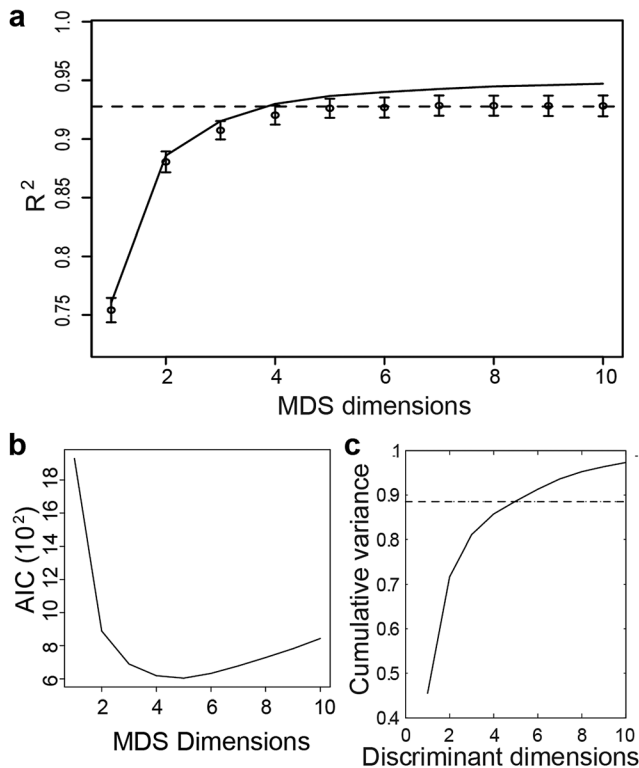 a
1.0
0.95
0.9
0.85
0.8
0.75
R²
2 4 6 8 10
MDS dimensions
b
18
16
14
12
10
8
6
AIC (10²)
2 4 6 8 10
MDS Dimensions
c
1
0.9
0.8
0.7
0.6
0.5
0.4
Cumulative variance
0 2 4 6 8 10
Discriminant dimensions